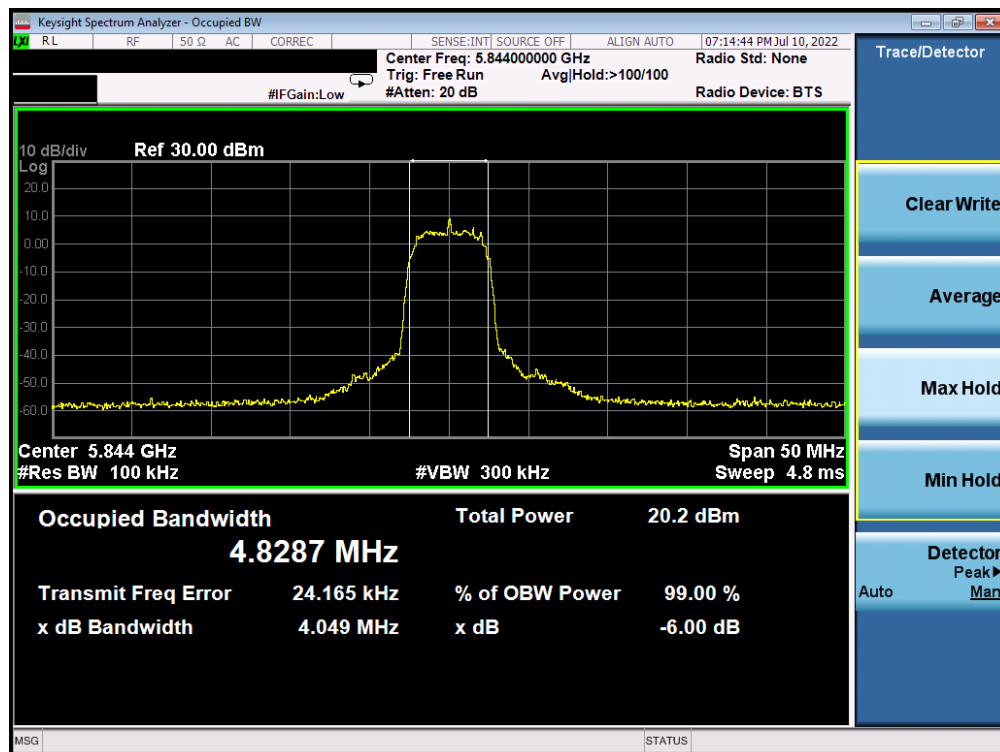 Keysight Spectrum Analyzer - Occupied BW
LXI RL RF 50 Ω AC CORREC SENSE:INT SOURCE OFF ALIGN AUTO 07:14:44 PM Jul 10, 2022
Center Freq: 5.844000000 GHz Radio Std: None
Trig: Free Run Avg|Hold:>100/100
#IFGain:Low #Atten: 20 dB Radio Device: BTS
10 dB/div Ref 30.00 dBm
Log
20.0
10.0
0.00
-10.0
-20.0
-30.0
-40.0
-50.0
-60.0
Center 5.844 GHz Span 50 MHz
#Res BW 100 kHz #VBW 300 kHz Sweep 4.8 ms
Occupied Bandwidth Total Power 20.2 dBm
4.8287 MHz
Transmit Freq Error 24.165 kHz % of OBW Power 99.00 %
x dB Bandwidth 4.049 MHz x dB -6.00 dB
MSG STATUS
Trace/Detector
Clear Write
Average
Max Hold
Min Hold
Detector
Peak▶
Auto Man